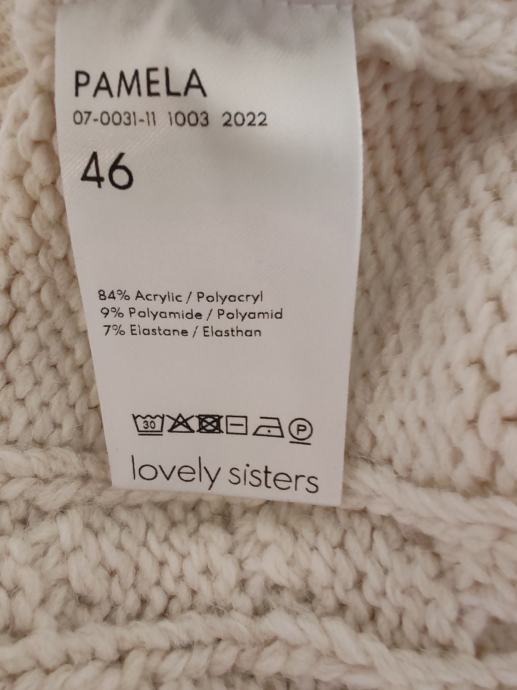 PAMELA
07-0031-11 1003 2022
46
84% Acrylic / Polyacryl
9% Polyamide / Polyamid
7% Elastane / Elasthan
30 P
lovely sisters